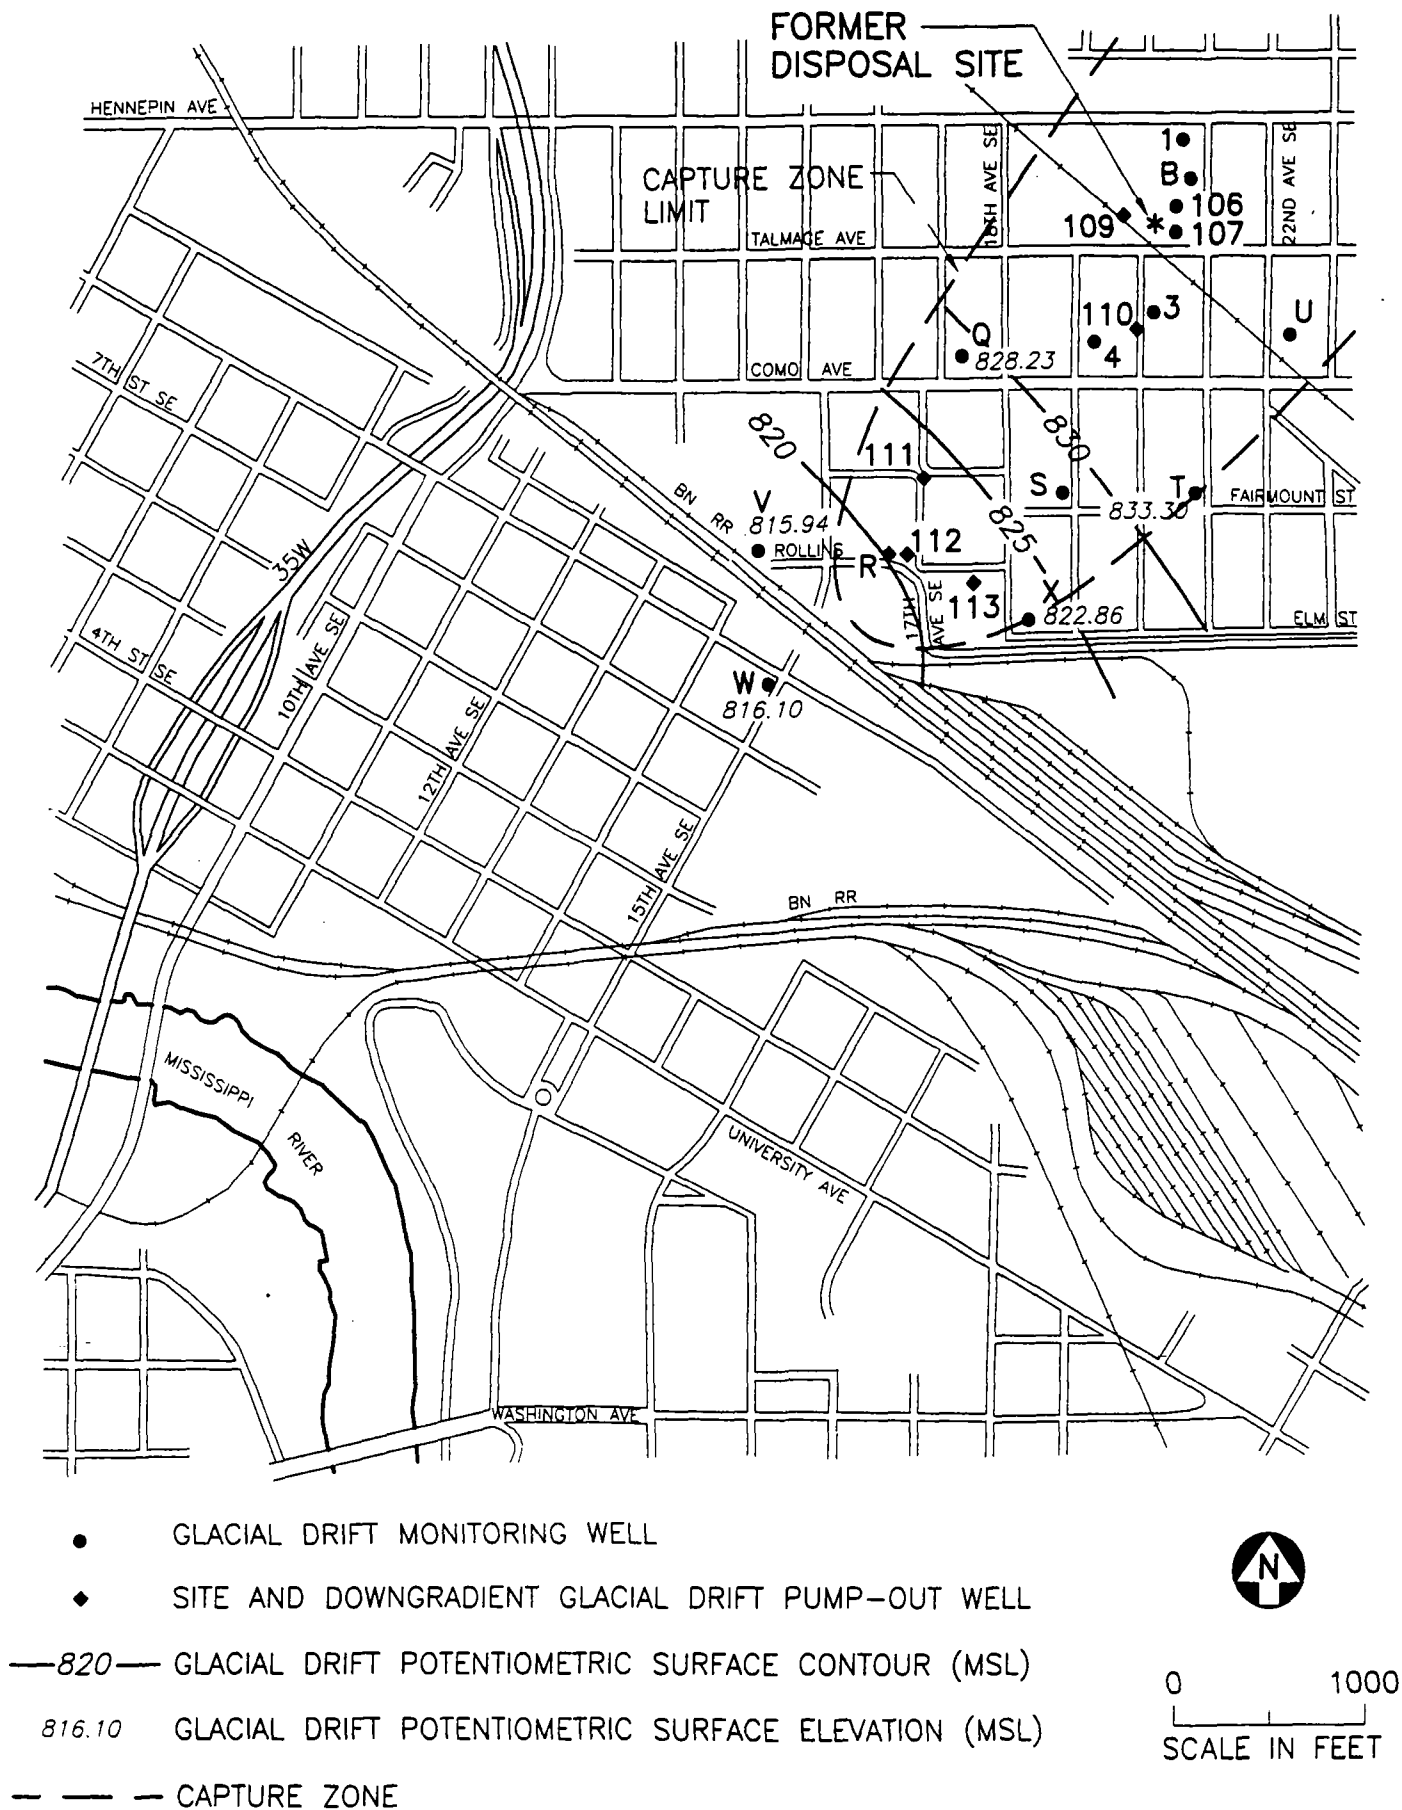 FORMER
DISPOSAL SITE
HENNEPIN AVE
18TH AVE SE
22ND AVE SE
1
B
CAPTURE ZONE
LIMIT
106
109
*
107
TALMAGE AVE
110
3
U
Q
828.23
4
7TH ST SE
COMO AVE
820
830
111
S
T
FAIRMOUNT ST
BN RR
V
815.94
833.30
825
ROLLINS
112
35W
R
X
113
822.86
17TH AVE SE
ELM ST
10TH AVE SE
4TH ST SE
W
816.10
12TH AVE SE
15TH AVE SE
BN RR
MISSISSIPPI
RIVER
UNIVERSITY AVE
WASHINGTON AVE
GLACIAL DRIFT MONITORING WELL
SITE AND DOWNGRADIENT GLACIAL DRIFT PUMP-OUT WELL
820 GLACIAL DRIFT POTENTIOMETRIC SURFACE CONTOUR (MSL)
816.10 GLACIAL DRIFT POTENTIOMETRIC SURFACE ELEVATION (MSL)
CAPTURE ZONE
N
0 1000
SCALE IN FEET